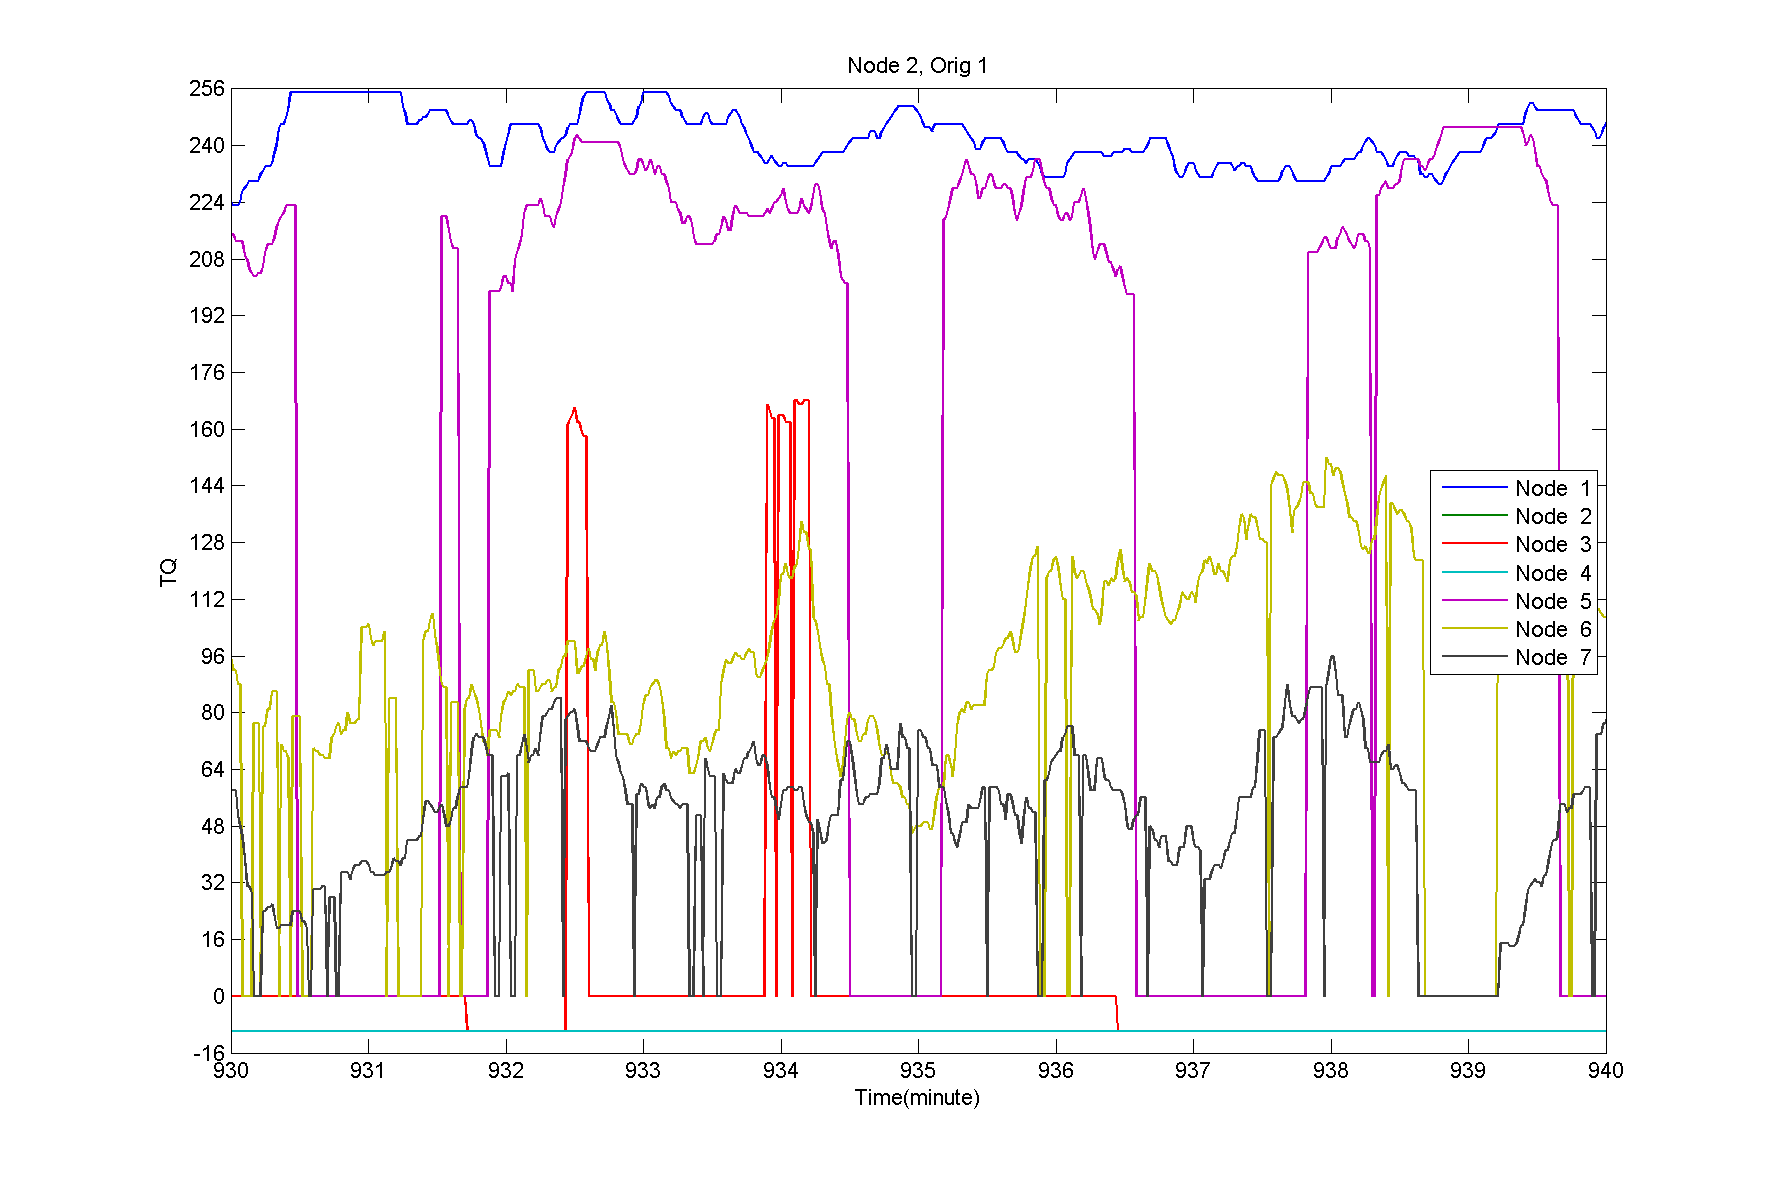 Node 2, Orig 1
256
240
224
208
192
176
160
144
128
112
96
80
64
48
32
16
0
-16
TQ
Node 1
Node 2
Node 3
Node 4
Node 5
Node 6
Node 7
930 931 932 933 934 935 936 937 938 939 940
Time(minute)